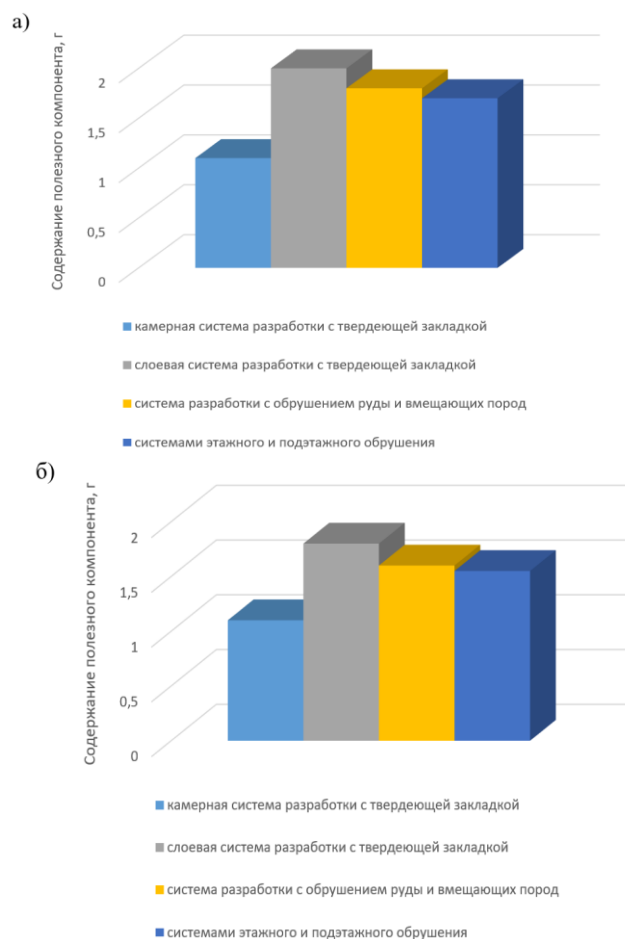 а)
Содержание полезного компонента, г
2
1,5
1
0,5
0
камерная система разработки с твердеющей закладкой
слоевая система разработки с твердеющей закладкой
система разработки с обрушением руды и вмещающих пород
системами этажного и подэтажного обрушения
б)
Содержание полезного компонента, г
2
1,5
1
0,5
0
камерная система разработки с твердеющей закладкой
слоевая система разработки с твердеющей закладкой
система разработки с обрушением руды и вмещающих пород
системами этажного и подэтажного обрушения